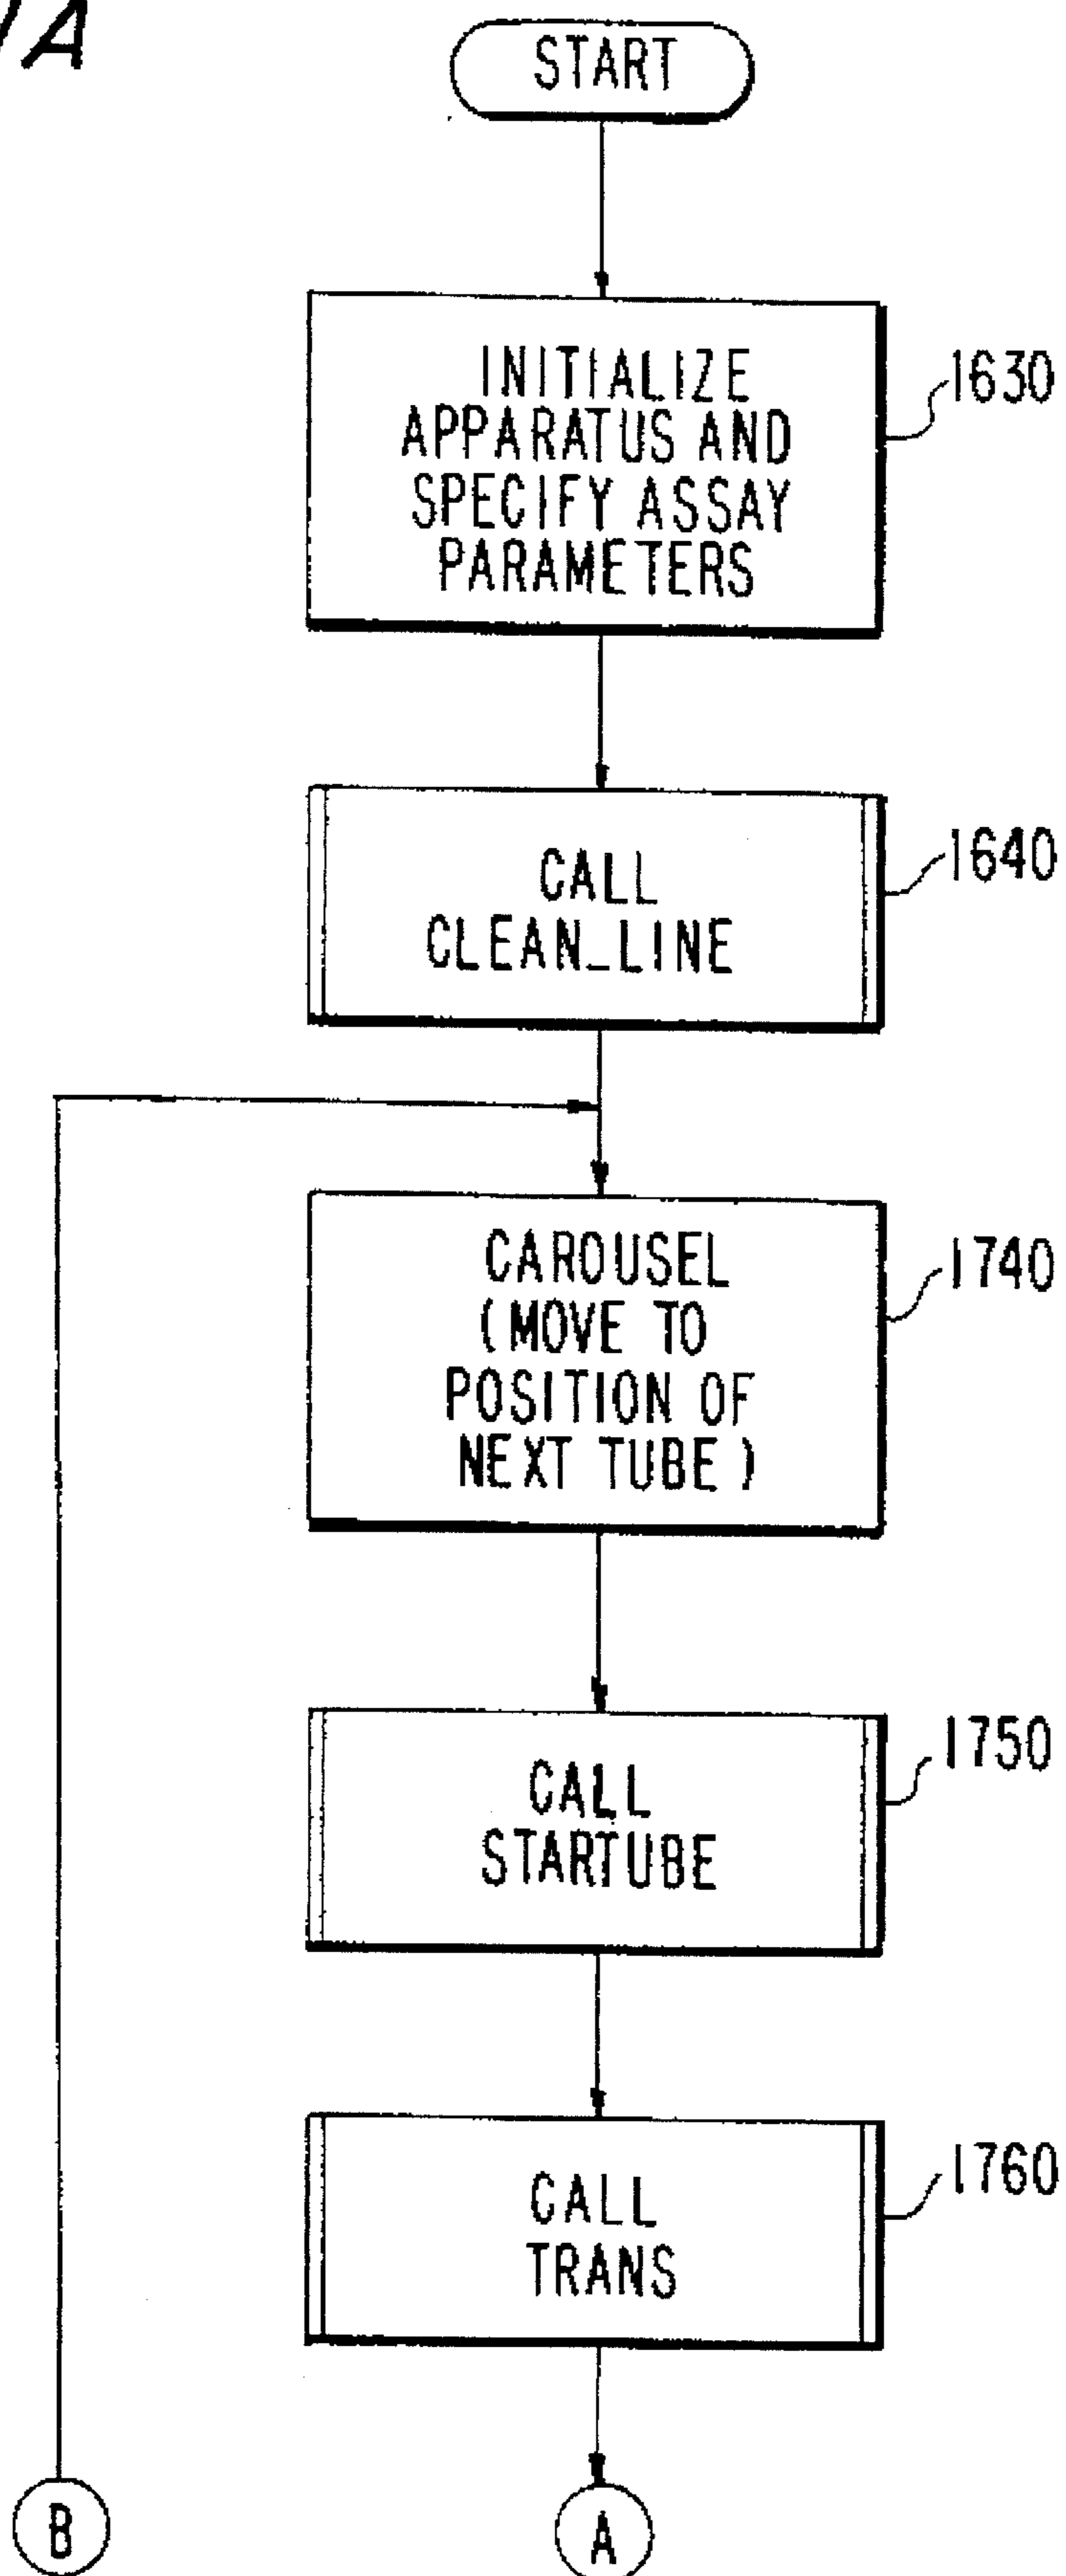 START
INITIALIZE
APPARATUS AND
SPECIFY ASSAY
PARAMETERS
1630
CALL
CLEAN_LINE
1640
CAROUSEL
(MOVE TO
POSITION OF
NEXT TUBE)
1740
CALL
STARTUBE
1750
CALL
TRANS
1760
B
A